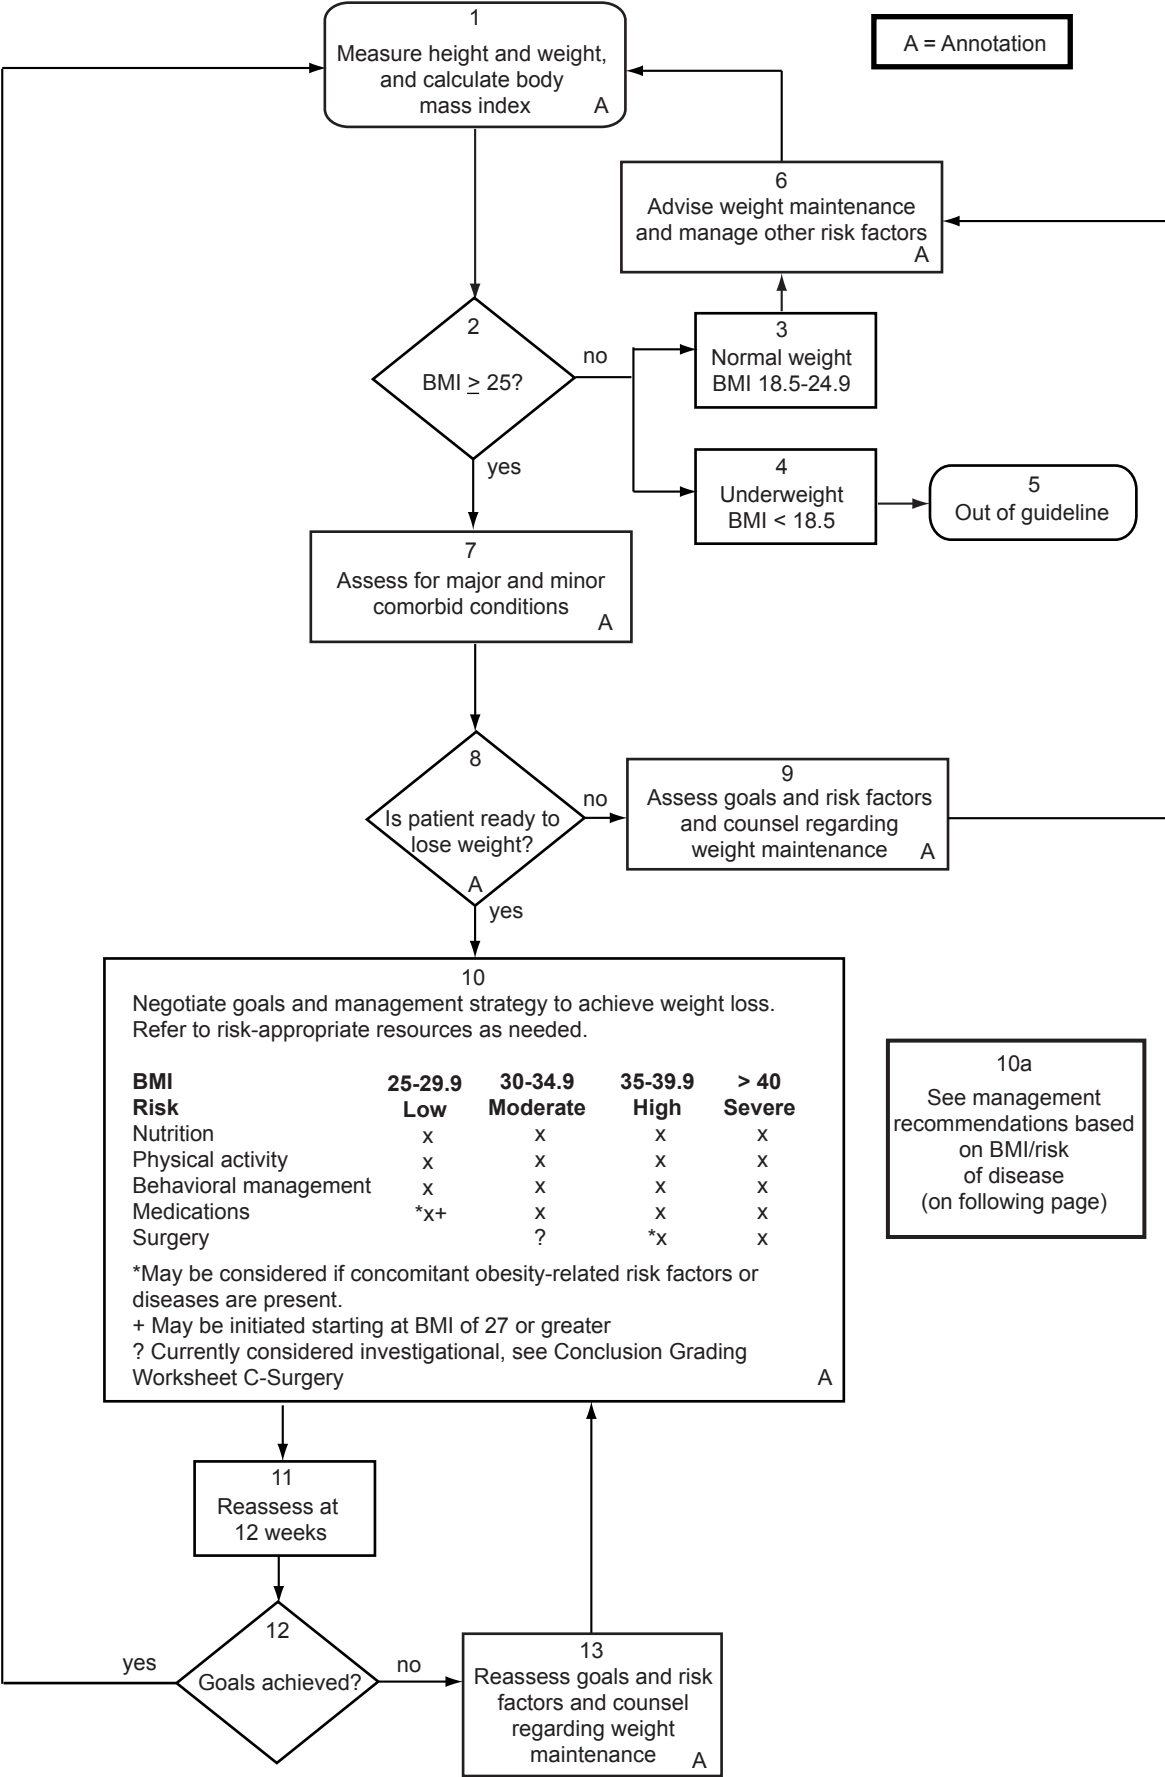 1
Measure height and weight,
and calculate body
mass index
A
A = Annotation
6
Advise weight maintenance
and manage other risk factors
A
2
BMI ≥ 25?
no
yes
3
Normal weight
BMI 18.5-24.9
4
Underweight
BMI < 18.5
5
Out of guideline
7
Assess for major and minor
comorbid conditions
A
8
Is patient ready to
lose weight?
A
no
yes
9
Assess goals and risk factors
and counsel regarding
weight maintenance A
10
Negotiate goals and management strategy to achieve weight loss.
Refer to risk-appropriate resources as needed.
BMI 25-29.9 30-34.9 35-39.9 > 40
Risk Low Moderate High Severe
Nutrition x x x x
Physical activity x x x x
Behavioral management x x x x
Medications *x+ x x x
Surgery ? *x x
*May be considered if concomitant obesity-related risk factors or
diseases are present.
+ May be initiated starting at BMI of 27 or greater
? Currently considered investigational, see Conclusion Grading
Worksheet C-Surgery A
10a
See management
recommendations based
on BMI/risk
of disease
(on following page)
11
Reassess at
12 weeks
12
Goals achieved?
yes
no
13
Reassess goals and risk
factors and counsel
regarding weight
maintenance A